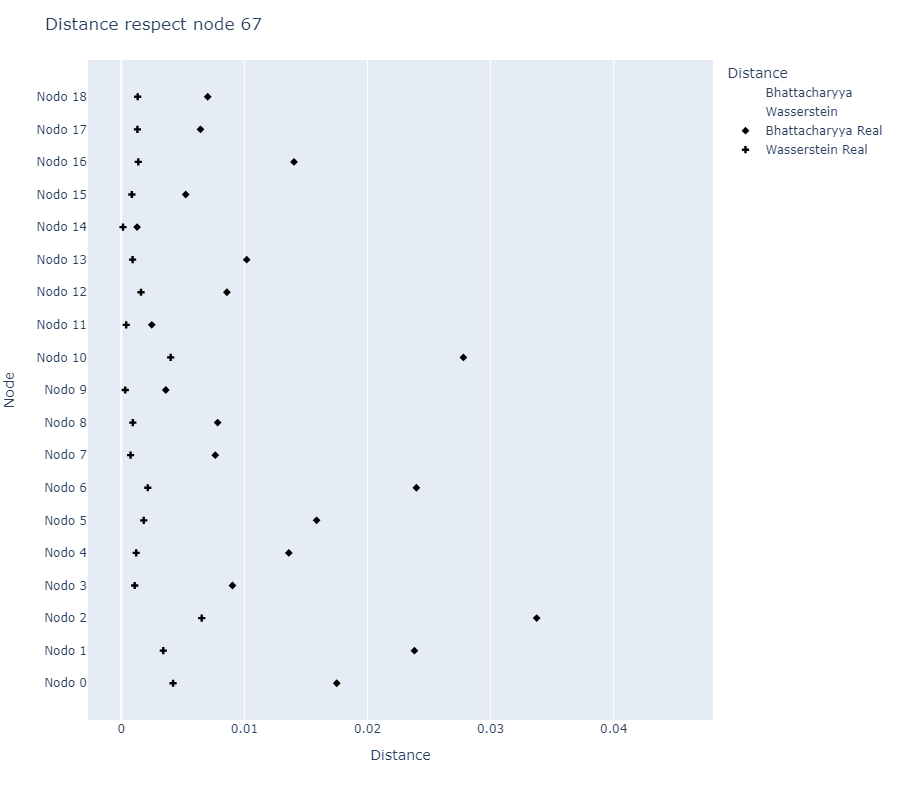 Distance respect node 67
Distance
Bhattacharyya
Wasserstein
Bhattacharyya Real
Wasserstein Real
Node
Nodo 18
Nodo 17
Nodo 16
Nodo 15
Nodo 14
Nodo 13
Nodo 12
Nodo 11
Nodo 10
Nodo 9
Nodo 8
Nodo 7
Nodo 6
Nodo 5
Nodo 4
Nodo 3
Nodo 2
Nodo 1
Nodo 0
0 0.01 0.02 0.03 0.04
Distance